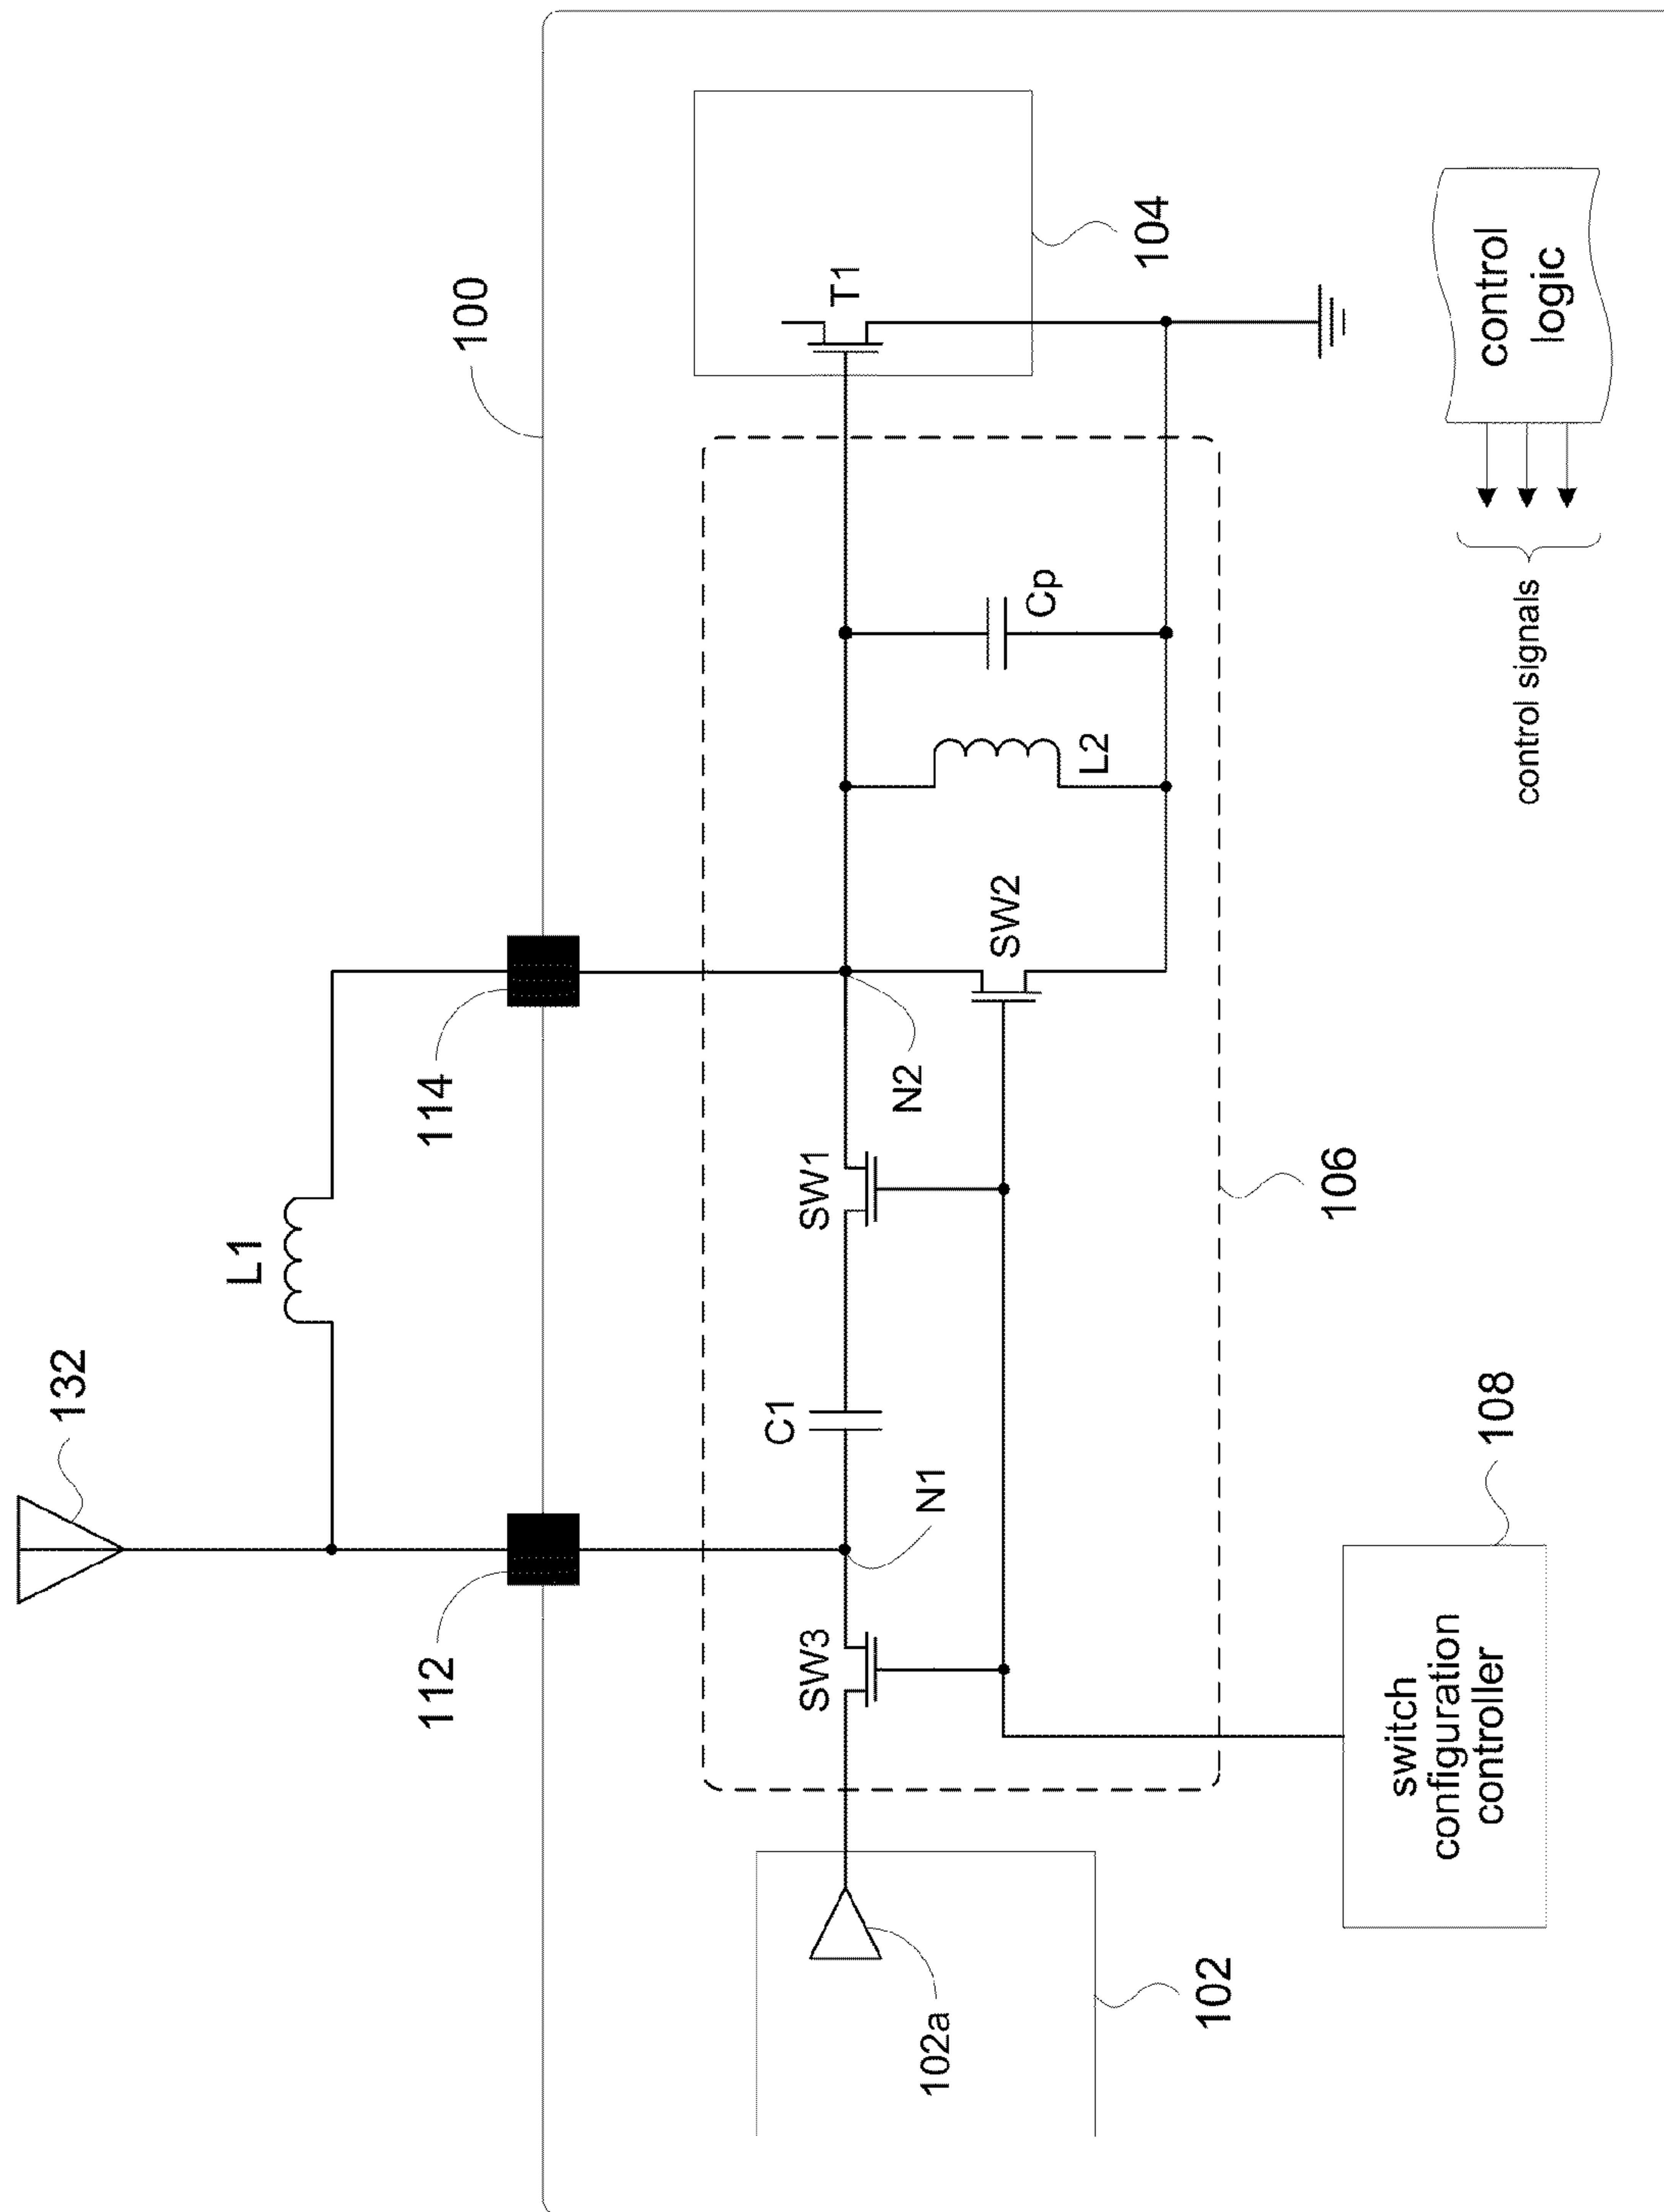 132
L1
100
112
114
SW3
N1
C1
SW1
N2
SW2
L2
Cp
T1
104
102a
102
106
switch
configuration
controller
108
control signals
control
logic